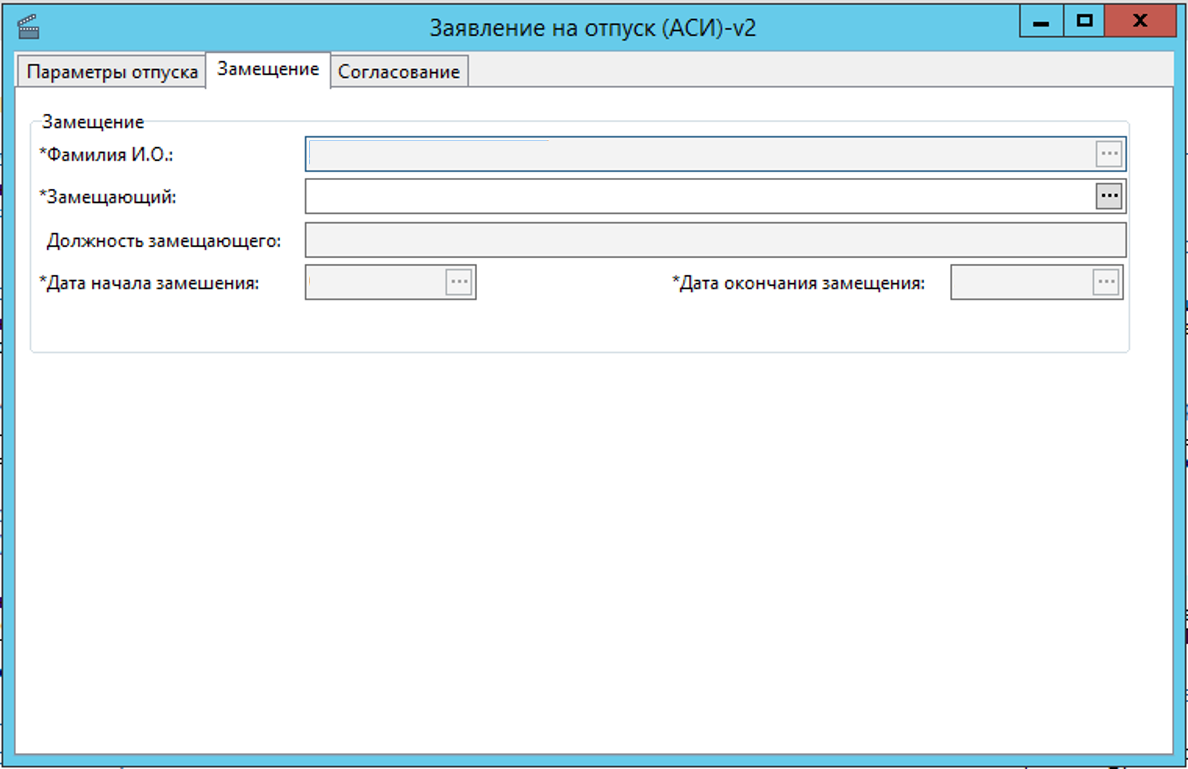 Заявление на отпуск (АСИ)-v2
Параметры отпуска Замещение Согласование
Замещение
*Фамилия И.О.: ...
*Замещающий: ...
Должность замещающего:
*Дата начала замешения: ... *Дата окончания замещения: ...